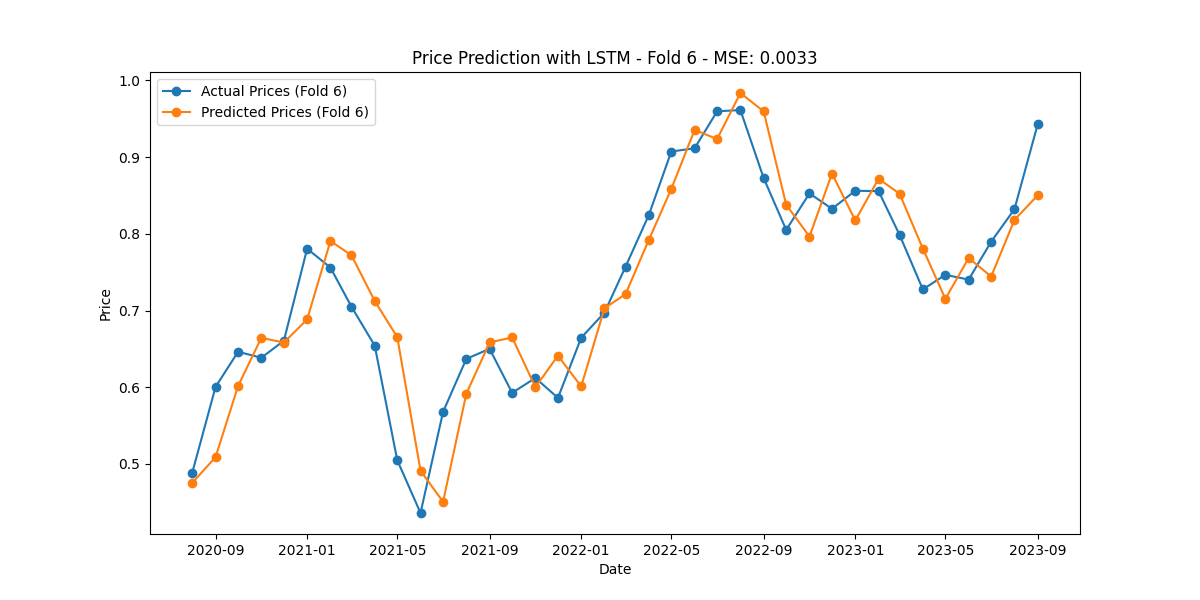 Price Prediction with LSTM - Fold 6 - MSE: 0.0033
Actual Prices (Fold 6)
Predicted Prices (Fold 6)
Price
1.0
0.9
0.8
0.7
0.6
0.5
2020-09 2021-01 2021-05 2021-09 2022-01 2022-05 2022-09 2023-01 2023-05 2023-09
Date